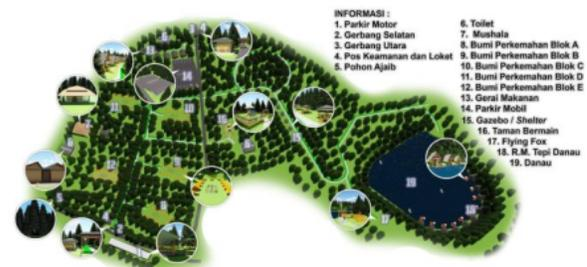 INFORMASI :
1. Parkir Motor
2. Gerbang Selatan
3. Gerbang Utara
4. Pos Keamanan dan Loket
5. Pohon Ajaib
6. Toilet
7. Mushala
8. Bumi Perkemahan Blok A
9. Bumi Perkemahan Blok B
10. Bumi Perkemahan Blok C
11. Bumi Perkemahan Blok D
12. Bumi Perkemahan Blok E
13. Gerai Makanan
14. Parkir Mobil
15. Gazebo / Shelter
16. Taman Bermain
17. Flying Fox
18. R.M. Tepi Danau
19. Danau
14
19
17